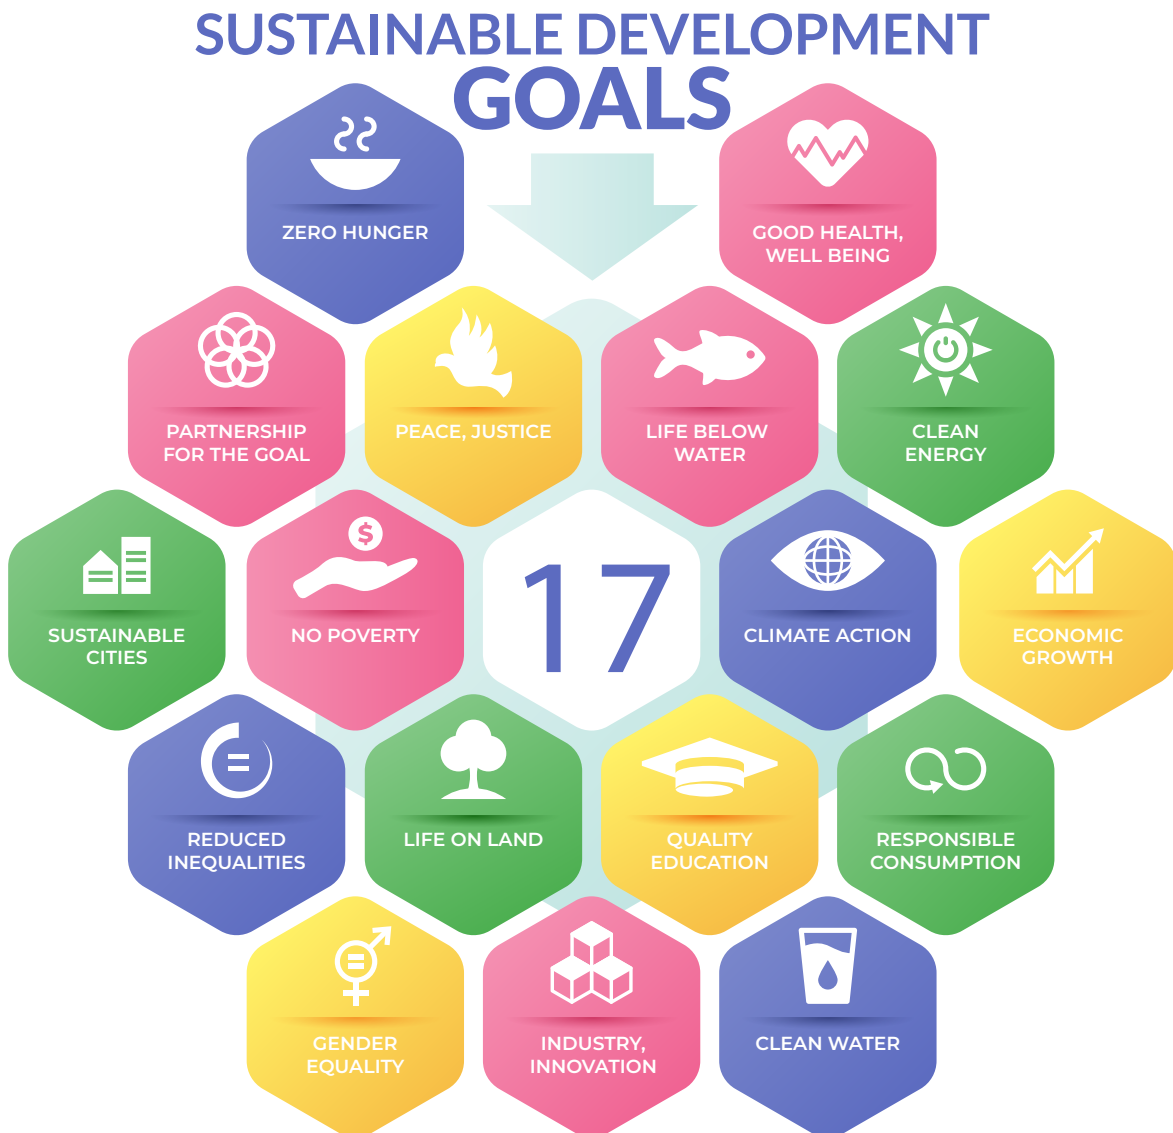 SUSTAINABLE DEVELOPMENT
GOALS
ZERO HUNGER
GOOD HEALTH,
WELL BEING
PARTNERSHIP
FOR THE GOAL
PEACE, JUSTICE
LIFE BELOW
WATER
CLEAN
ENERGY
SUSTAINABLE
CITIES
$
NO POVERTY
17
CLIMATE ACTION
ECONOMIC
GROWTH
REDUCED
INEQUALITIES
LIFE ON LAND
QUALITY
EDUCATION
RESPONSIBLE
CONSUMPTION
GENDER
EQUALITY
INDUSTRY,
INNOVATION
CLEAN WATER